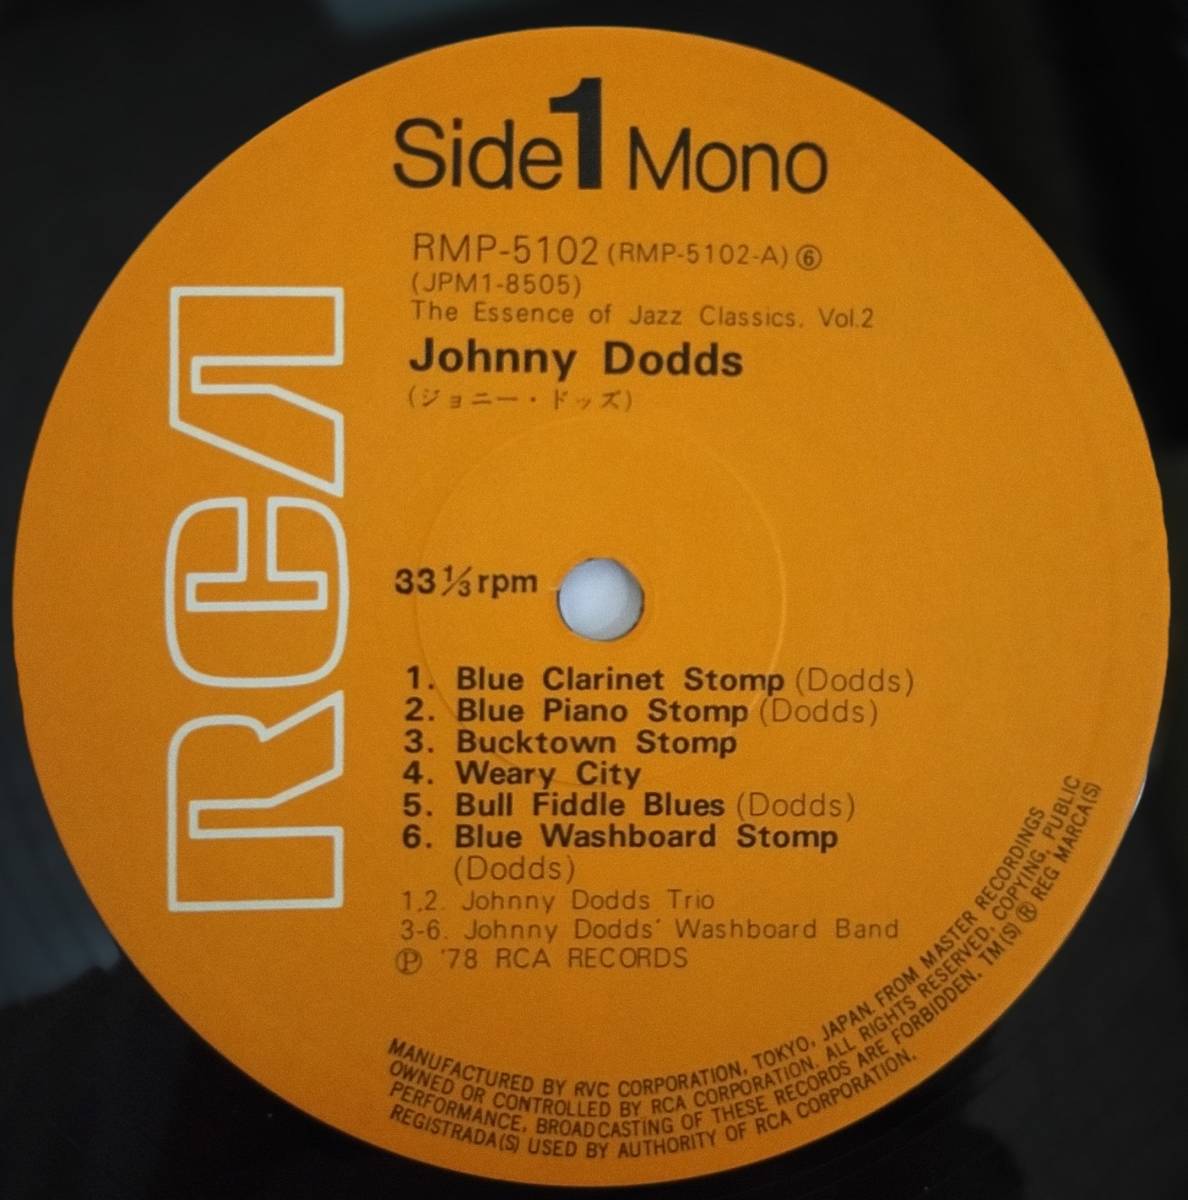 Side 1 Mono
RMP-5102 (RMP-5102-A) ⑥
(JPM1-8505)
The Essence of Jazz Classics, Vol.2
Johnny Dodds
(ジョニー・ドッズ)
RCA
33⅓rpm
1. Blue Clarinet Stomp (Dodds)
2. Blue Piano Stomp (Dodds)
3. Bucktown Stomp
4. Weary City
5. Bull Fiddle Blues (Dodds)
6. Blue Washboard Stomp
(Dodds)
1,2. Johnny Dodds Trio
3-6. Johnny Dodds' Washboard Band
Ⓟ '78 RCA RECORDS
MANUFACTURED BY RVC CORPORATION, TOKYO, JAPAN. FROM MASTER RECORDINGS
OWNED OR CONTROLLED BY RCA CORPORATION. ALL RIGHTS RESERVED, COPYING, PUBLIC
PERFORMANCE, BROADCASTING OF THESE RECORDS ARE FORBIDDEN. TM(S) ® REG MARCA(S)
REGISTRADA(S) USED BY AUTHORITY OF RCA CORPORATION.